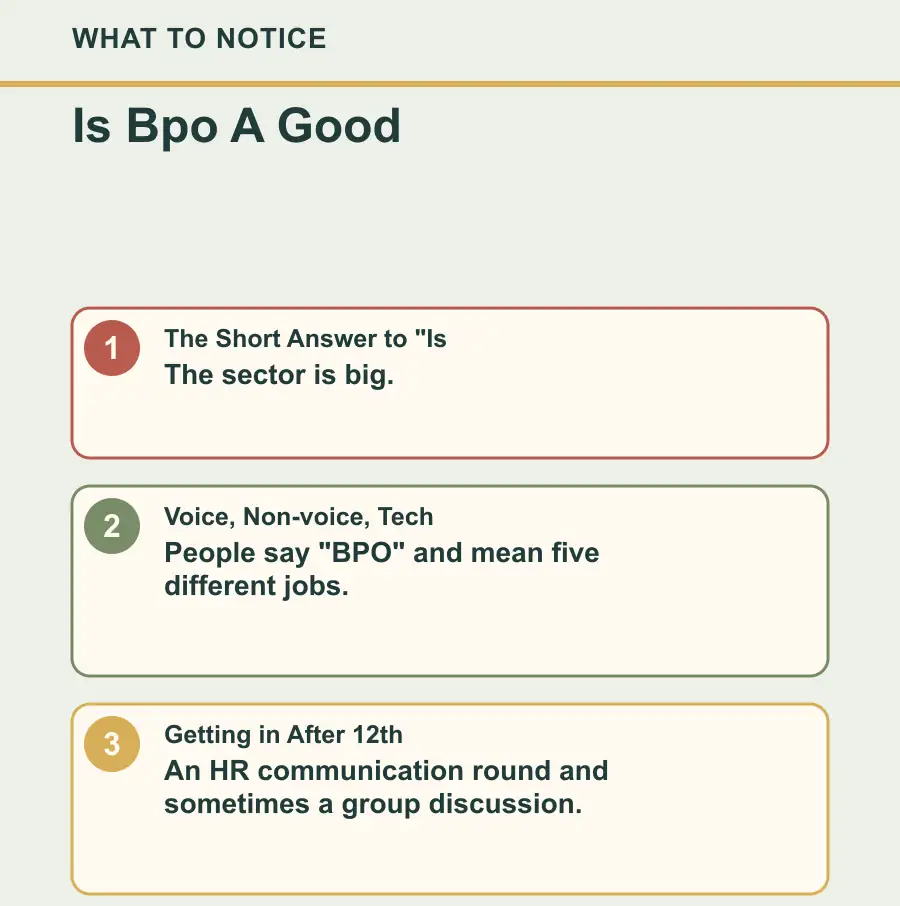 WHAT TO NOTICE
Is Bpo A Good
1
The Short Answer to "Is
The sector is big.
2
Voice, Non-voice, Tech
People say "BPO" and mean five
different jobs.
3
Getting in After 12th
An HR communication round and
sometimes a group discussion.